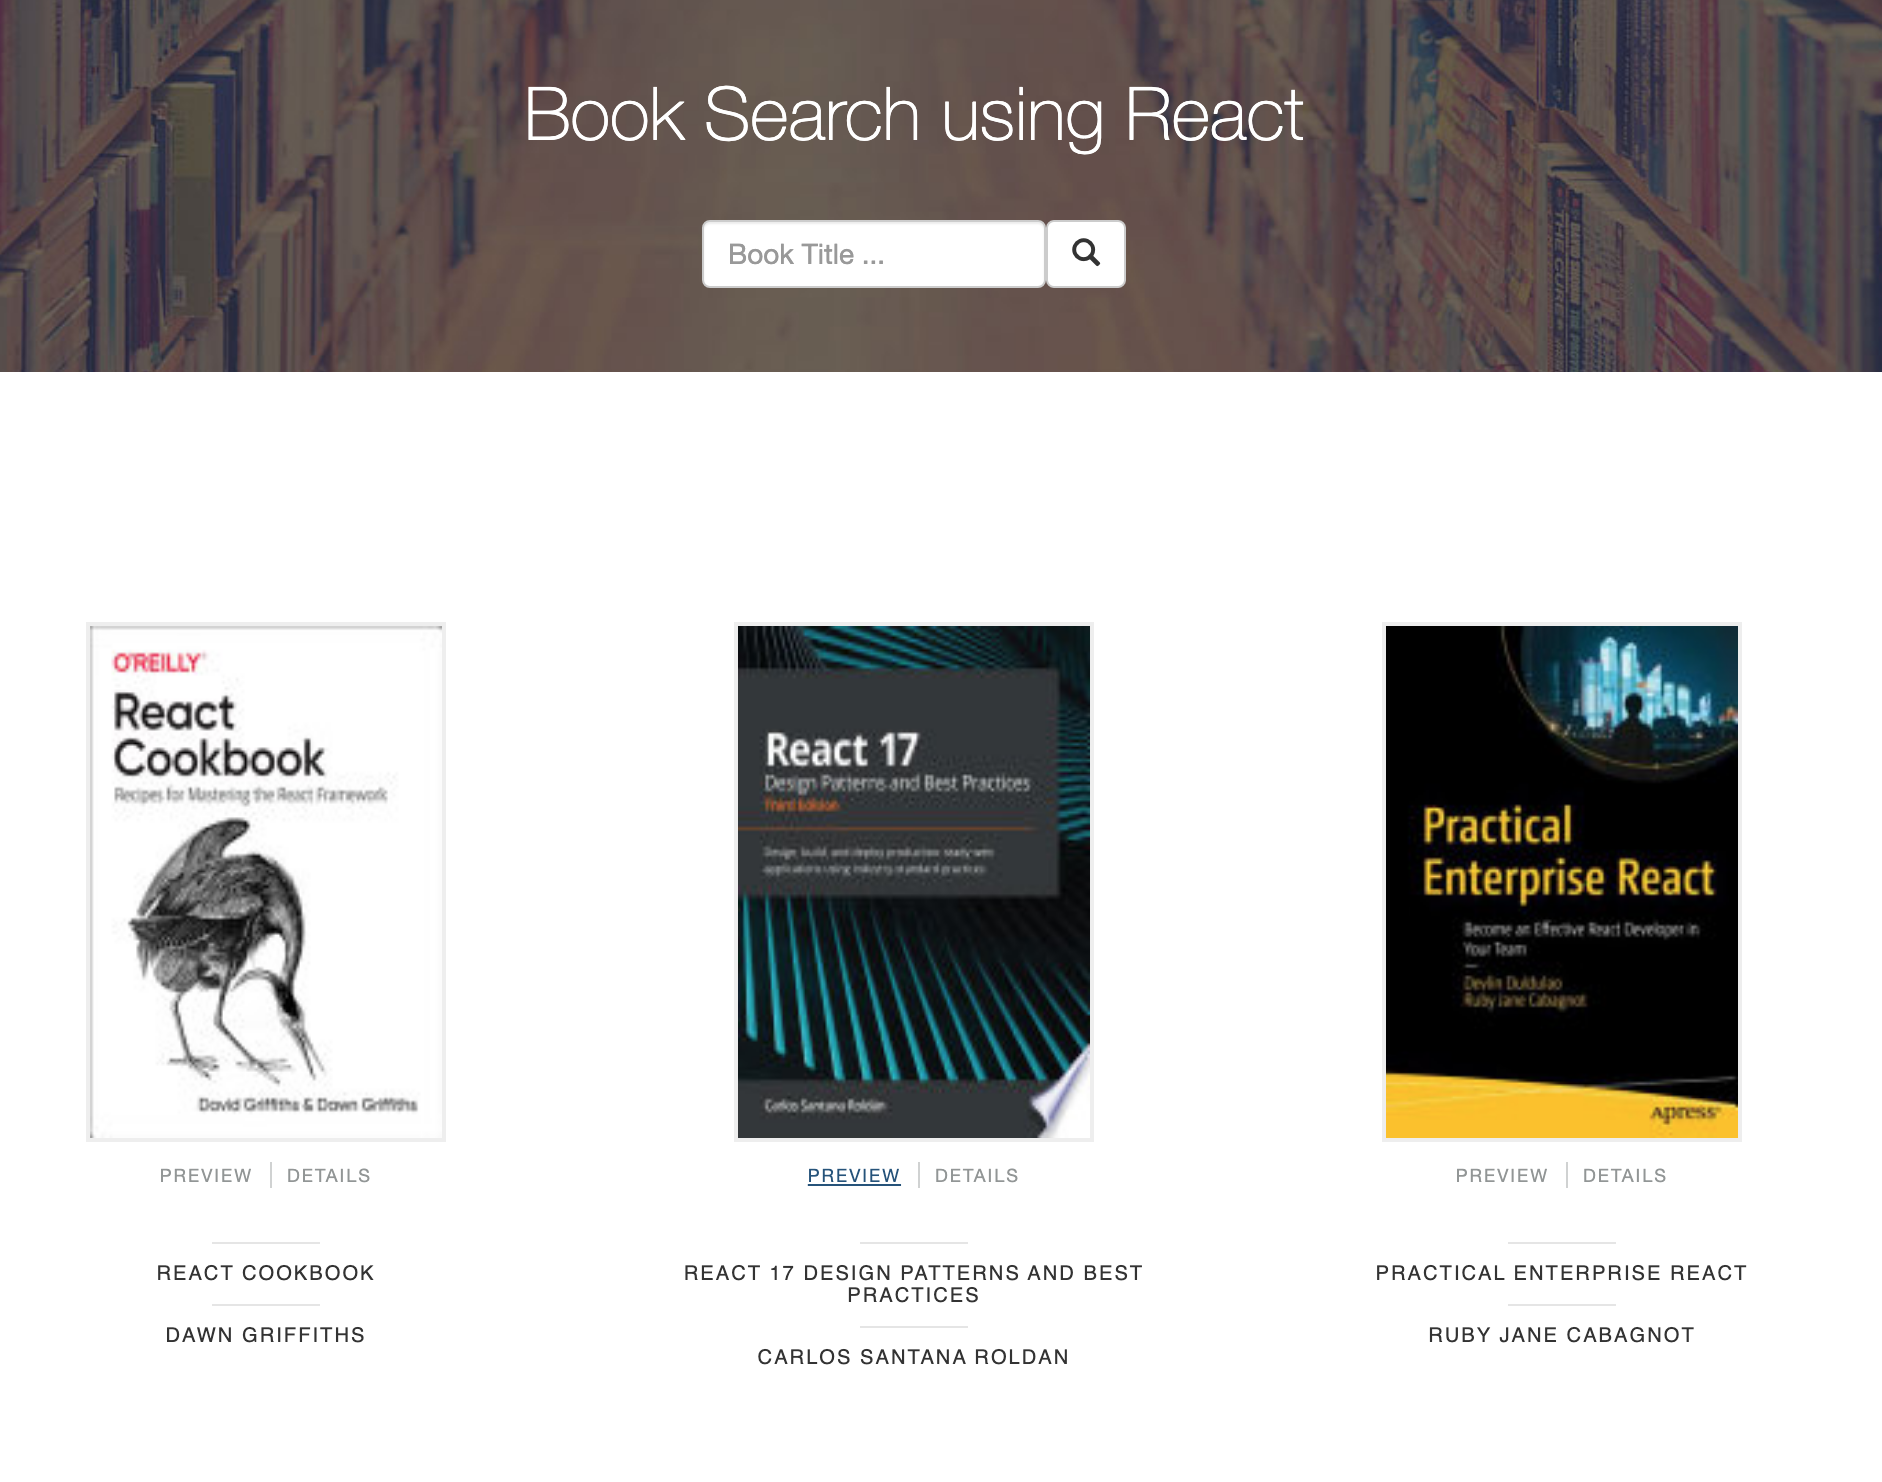 Book Search using React
Book Title ...
O'REILLY
React
Cookbook
Recipes for Mastering the React Framework
David Griffiths & Dawn Griffiths
PREVIEW
DETAILS
REACT COOKBOOK
DAWN GRIFFITHS
React 17
Design Patterns and Best Practices
Third Edition
Design, build, and deploy production-ready web
applications using industry-standard practices
Carlos Santana Roldán
PREVIEW
DETAILS
REACT 17 DESIGN PATTERNS AND BEST
PRACTICES
CARLOS SANTANA ROLDAN
Practical
Enterprise React
Become an Effective React Developer in
Your Team
Devlin Duldulao
Ruby Jane Cabagnot
Apress
PREVIEW
DETAILS
PRACTICAL ENTERPRISE REACT
RUBY JANE CABAGNOT